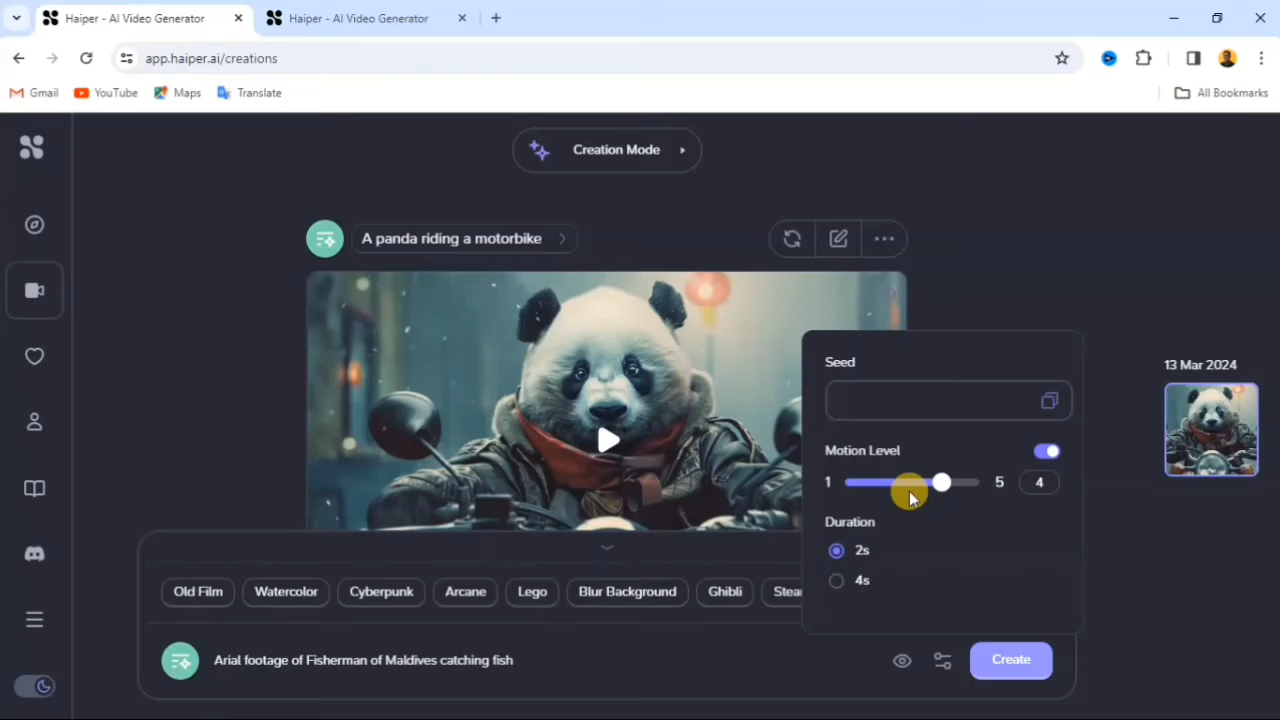 Haiper - AI Video Generator
Haiper - AI Video Generator
app.haiper.ai/creations
Gmail
YouTube
Maps
Translate
All Bookmarks
Creation Mode
A panda riding a motorbike
Seed
13 Mar 2024
Motion Level
1
5
4
Duration
2s
4s
Old Film
Watercolor
Cyberpunk
Arcane
Lego
Blur Background
Ghibli
Arial footage of Fisherman of Maldives catching fish
Create